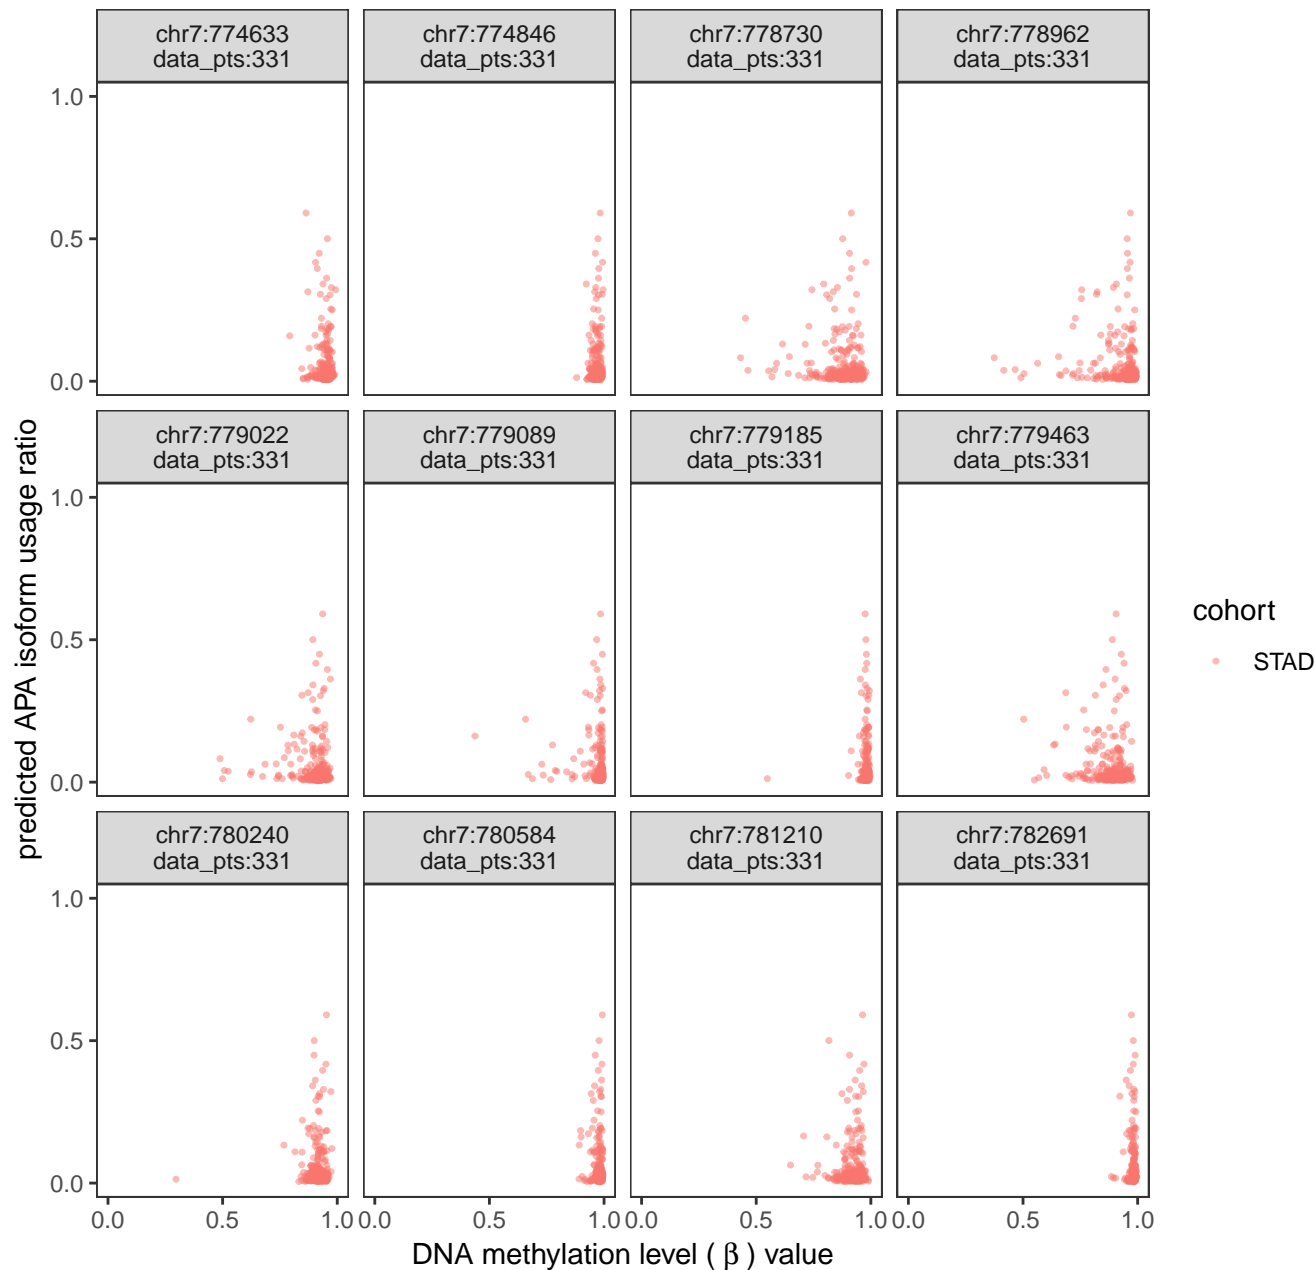 chr7:774633
data_pts:331
chr7:774846
data_pts:331
chr7:778730
data_pts:331
chr7:778962
data_pts:331
1.0
0.5
0.0
chr7:779022
data_pts:331
chr7:779089
data_pts:331
chr7:779185
data_pts:331
chr7:779463
data_pts:331
1.0
0.5
0.0
chr7:780240
data_pts:331
chr7:780584
data_pts:331
chr7:781210
data_pts:331
chr7:782691
data_pts:331
1.0
0.5
0.0
0.0 0.5 1.0
0.0 0.5 1.0
0.0 0.5 1.0
0.0 0.5 1.0
DNA methylation level ( β ) value
predicted APA isoform usage ratio
cohort
STAD